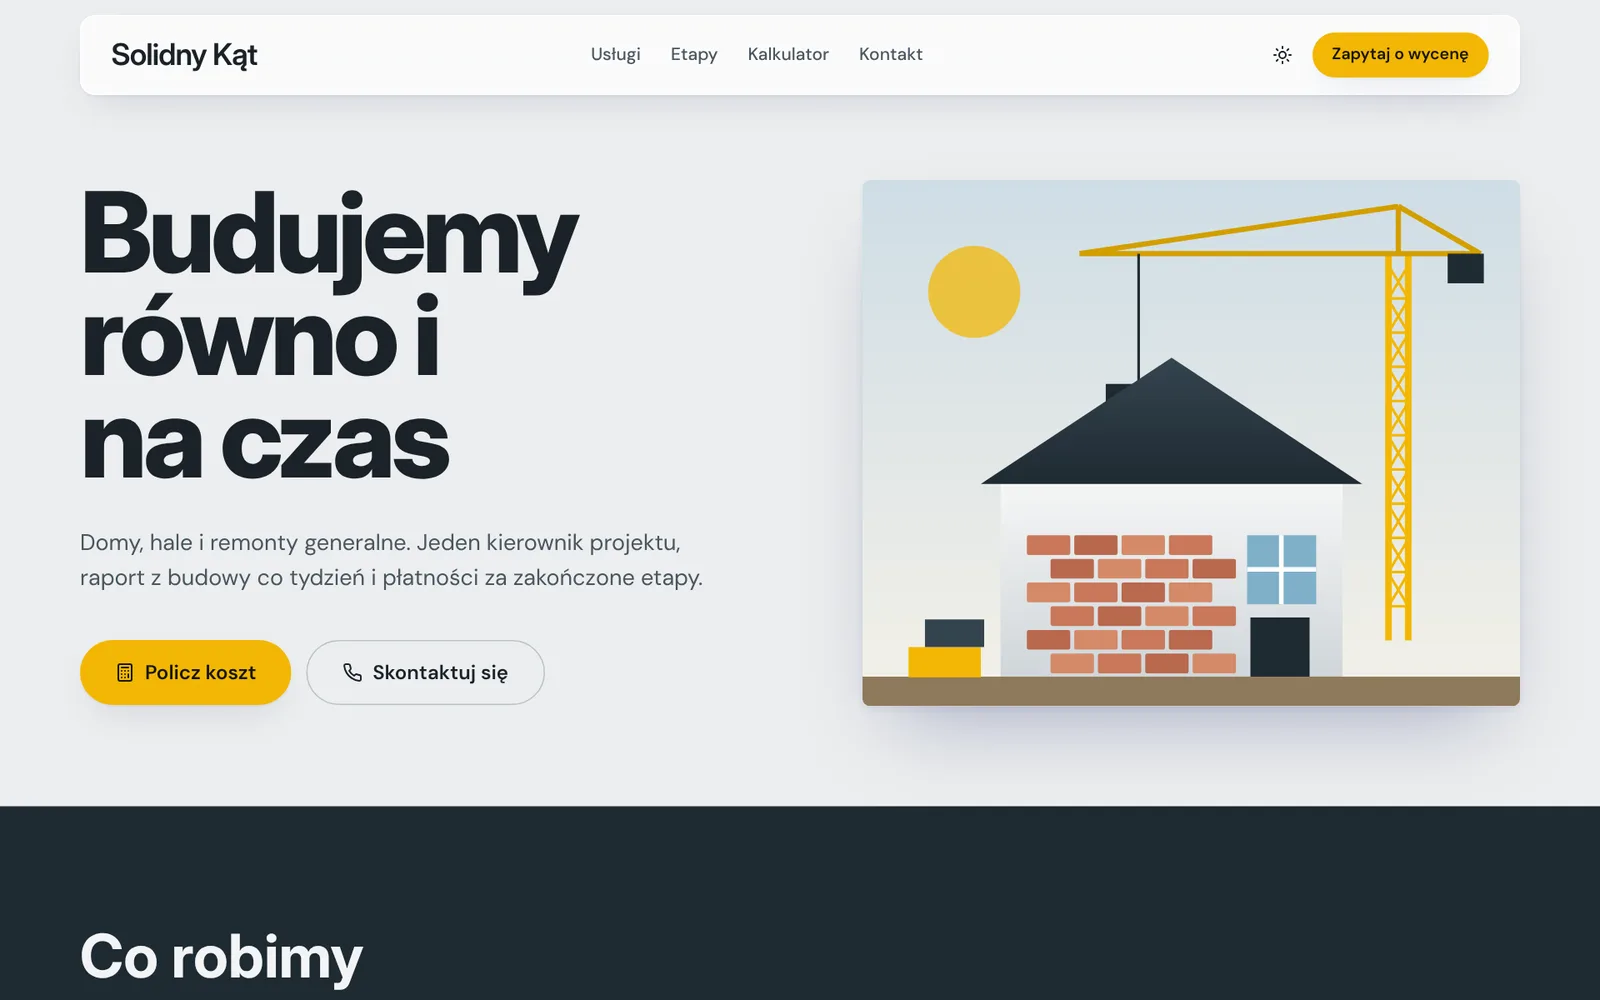 Solidny Kąt
Usługi
Etapy
Kalkulator
Kontakt
Zapytaj o wycenę
Budujemy
równo i
na czas
Domy, hale i remonty generalne. Jeden kierownik projektu,
raport z budowy co tydzień i płatności za zakończone etapy.
Policz koszt
Skontaktuj się
Co robimy